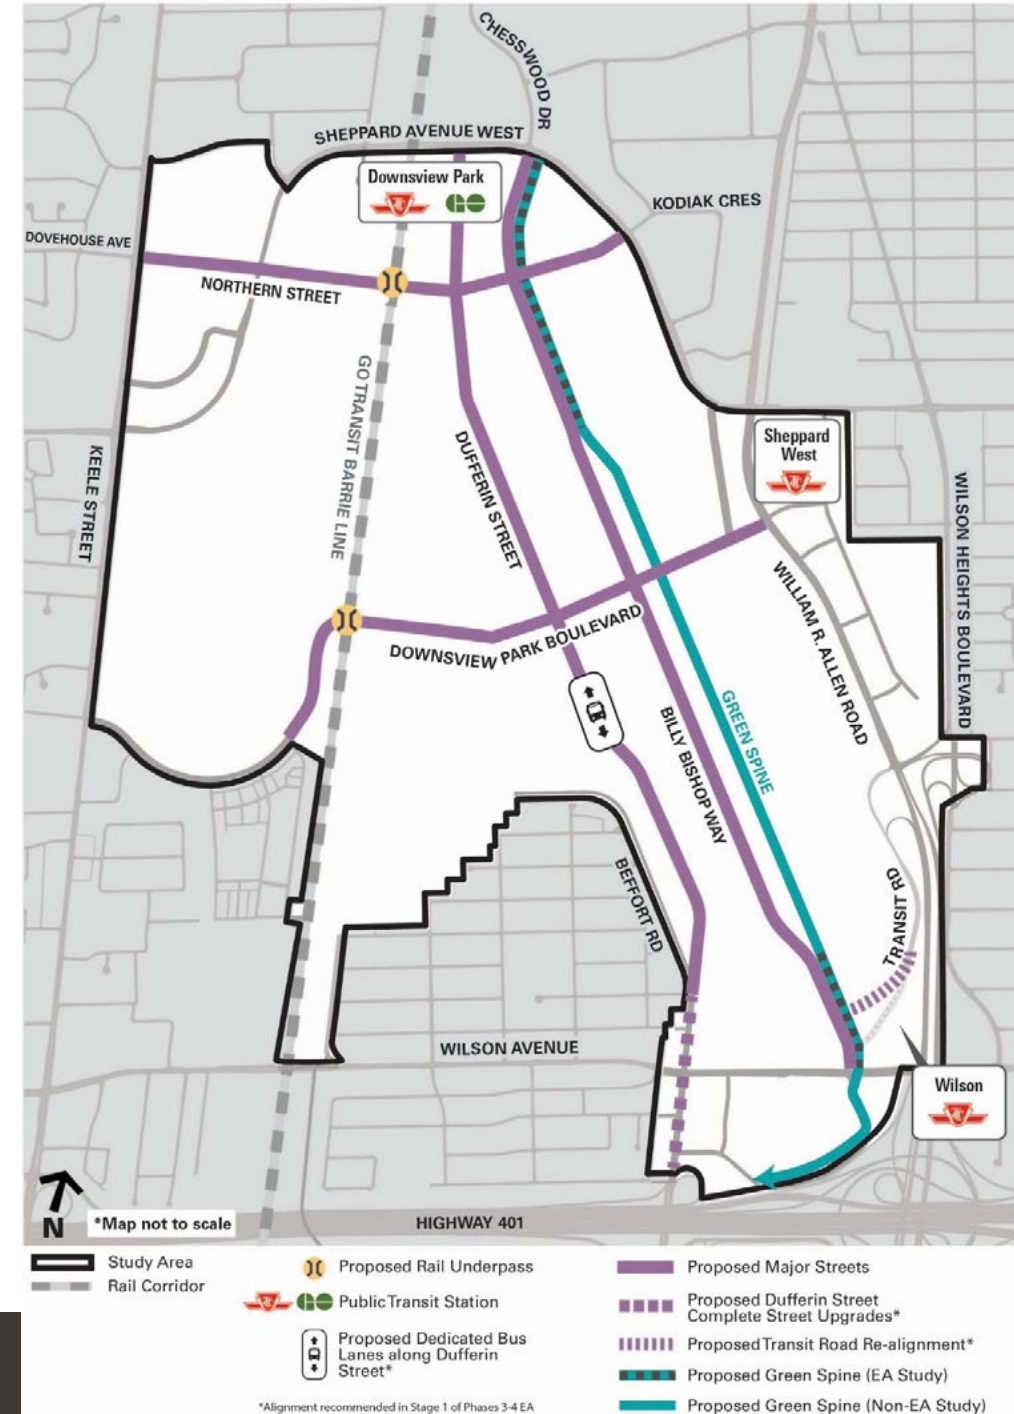 CHESSWOOD DR
SHEPPARD AVENUE WEST
Downsview Park
GO
KODIAK CRES
DOVEHOUSE AVE
NORTHERN STREET
GO TRANSIT BARRIE LINE
KEELE STREET
DUFFERIN STREET
Sheppard
West
WILSON HEIGHTS BOULEVARD
WILLIAM R. ALLEN ROAD
DOWNSVIEW PARK BOULEVARD
GREEN SPINE
BILLY BISHOP WAY
BEFFORT RD
TRANSIT RD
WILSON AVENUE
Wilson
N
*Map not to scale
HIGHWAY 401
Study Area
Rail Corridor
Proposed Rail Underpass
GO Public Transit Station
Proposed Dedicated Bus
Lanes along Dufferin
Street*
*Alignment recommended in Stage 1 of Phases 3-4 EA
Proposed Major Streets
Proposed Dufferin Street
Complete Street Upgrades*
Proposed Transit Road Re-alignment*
Proposed Green Spine (EA Study)
Proposed Green Spine (Non-EA Study)